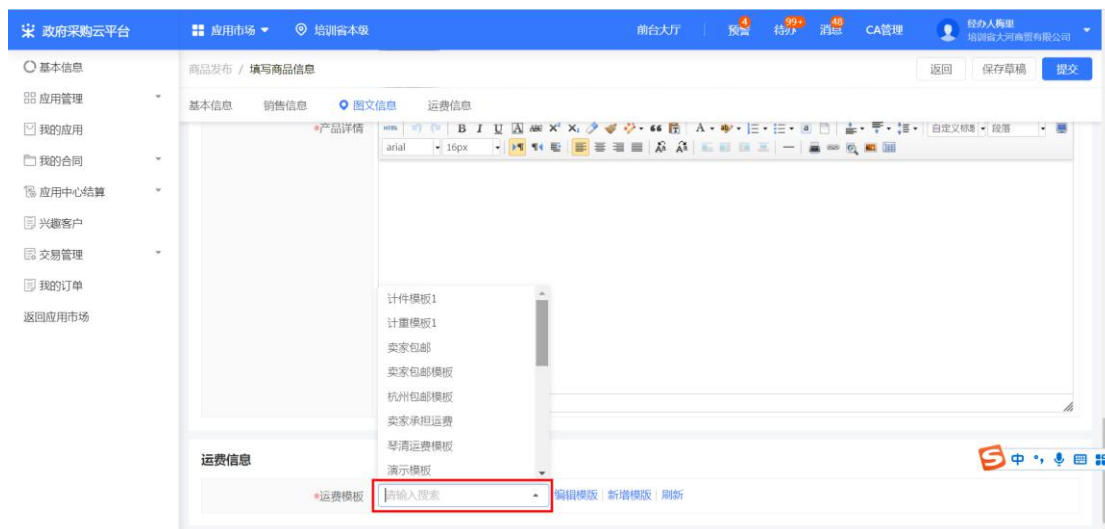 政府采购云平台 应用市场 培训省本级 前台大厅 预警 4 待办 99+ 消息 48 CA管理 经办人梅里
培训省大河商贸有限公司
基本信息
应用管理
我的应用
我的合同
应用中心结算
兴趣客户
交易管理
我的订单
返回应用市场
商品发布 / 填写商品信息 返回 保存草稿 提交
基本信息 销售信息 图文信息 运费信息
*产品详情
HTML B I U A ABC X² X₂ A 自定义标题 段落
arial 16px
计件模板1
计重模板1
卖家包邮
卖家包邮模板
杭州包邮模板
卖家承担运费
琴清运费模板
演示模板
运费信息
*运费模板 请输入搜索 编辑模版 新增模版 刷新
中